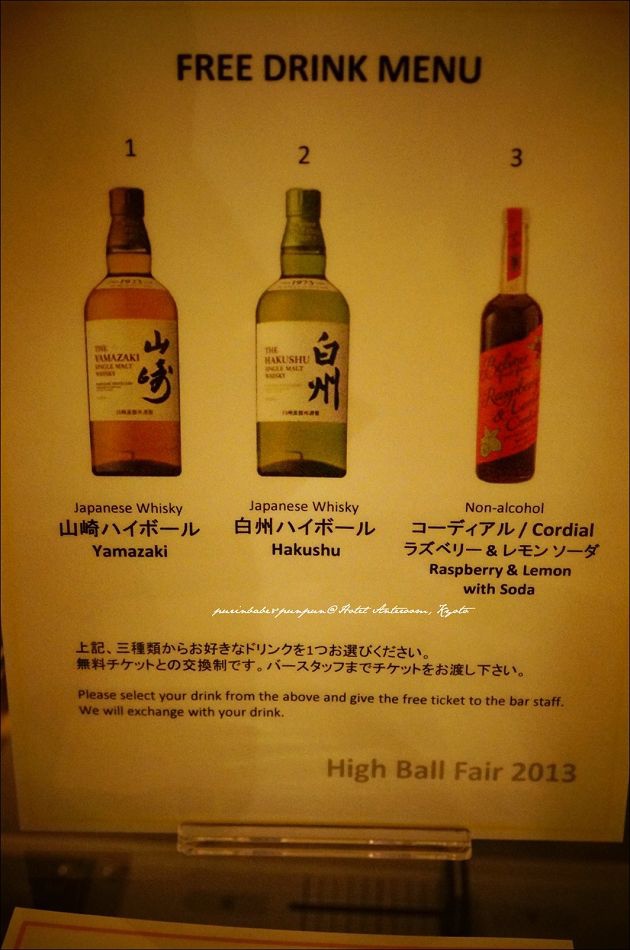 FREE DRINK MENU
1
2
3
THE
YAMAZAKI
SINGLE MALT
WHISKY
山崎
THE
HAKUSHU
SINGLE MALT
WHISKY
白州
Raspberry
&
Japanese Whisky
山崎ハイボール
Yamazaki
Japanese Whisky
白州ハイボール
Hakushu
Non-alcohol
コーディアル / Cordial
ラズベリー & レモン ソーダ
Raspberry & Lemon
with Soda
purinbabe&punpun@Hotel Anteroom, Kyoto
上記、三種類からお好きなドリンクを1つお選びください。
無料チケットとの交換制です。バースタッフまでチケットをお渡し下さい。
Please select your drink from the above and give the free ticket to the bar staff.
We will exchange with your drink.
High Ball Fair 2013